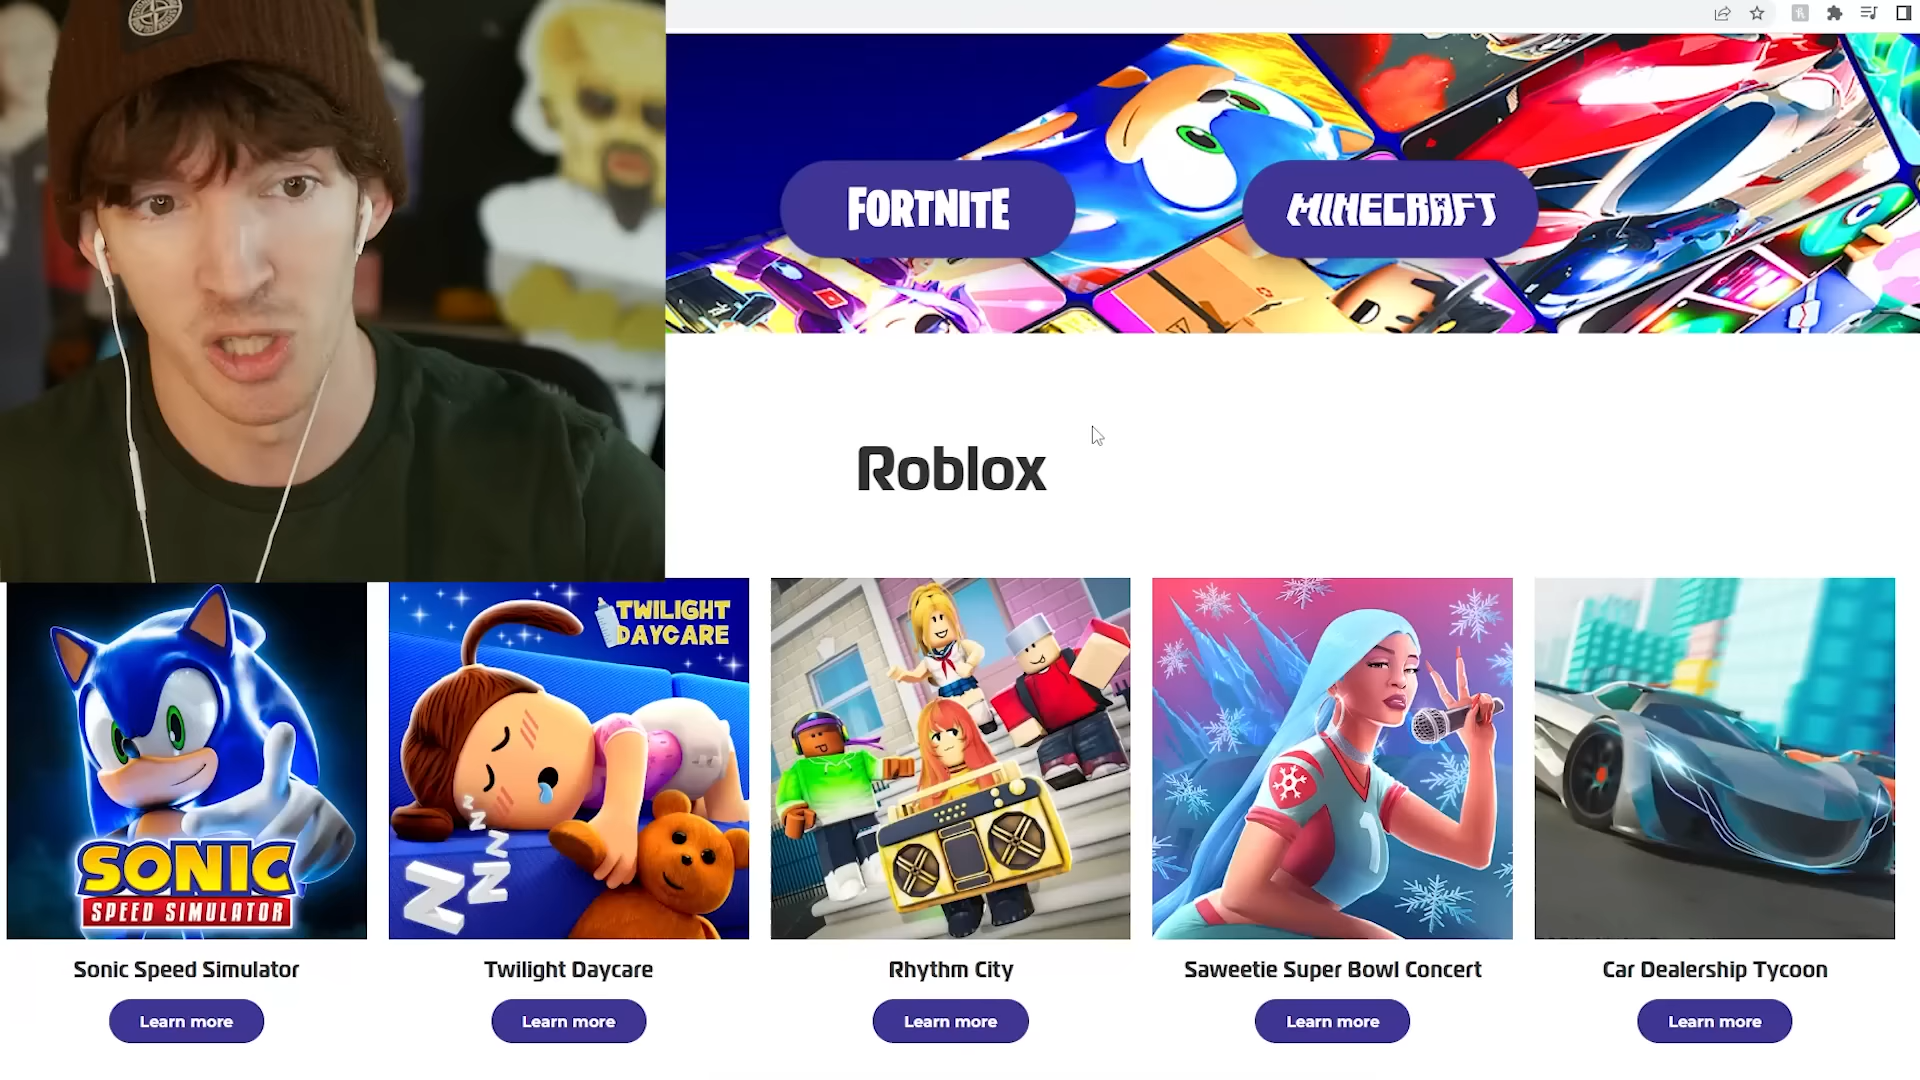 FORTNITE
MINECRAFT
Roblox
TWILIGHT
DAYCARE
Z
Z
Z
Z
SONIC
SPEED SIMULATOR
Sonic Speed Simulator
Twilight Daycare
Rhythm City
Saweetie Super Bowl Concert
Car Dealership Tycoon
Learn more
Learn more
Learn more
Learn more
Learn more